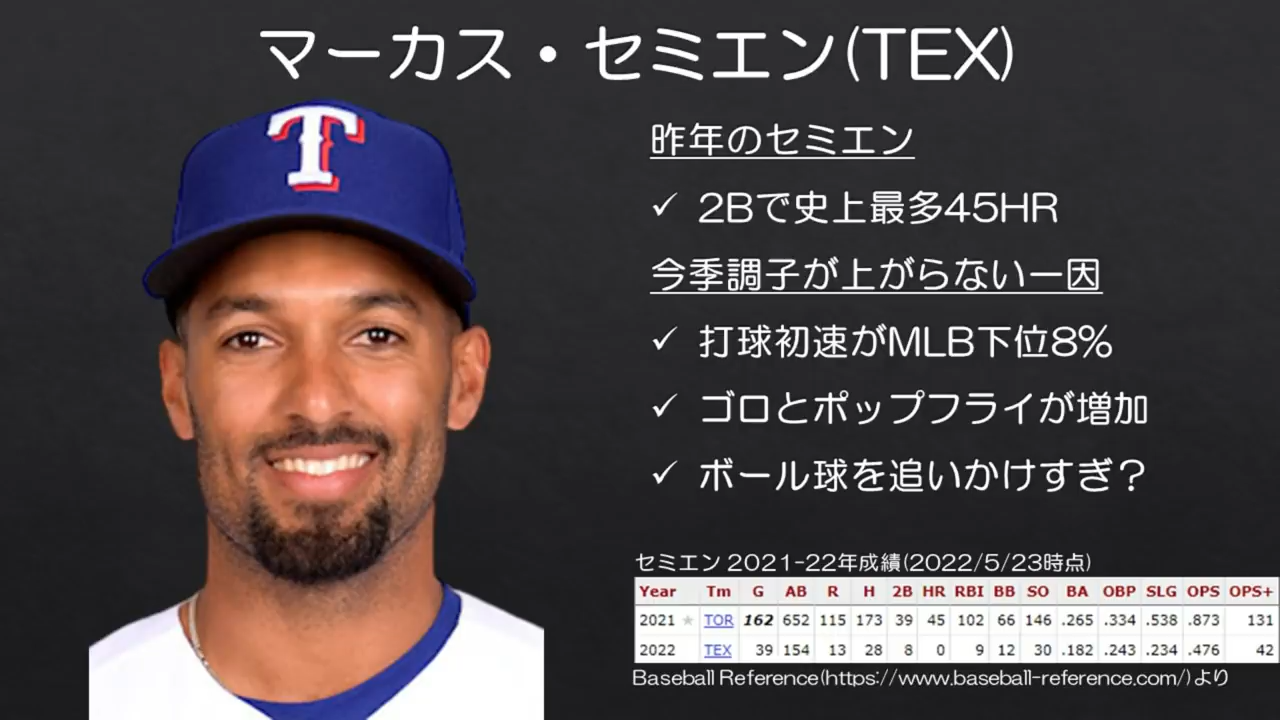 マーカス・セミエン(TEX)
T
昨年のセミエン
✓ 2Bで史上最多45HR
今季調子が上がらない一因
✓ 打球初速がMLB下位8%
✓ ゴロとポップフライが増加
✓ ボール球を追いかけすぎ？
セミエン 2021-22年成績(2022/5/23時点)
Year Tm G AB R H 2B HR RBI BB SO BA OBP SLG OPS OPS+
2021 ★ TOR 162 652 115 173 39 45 102 66 146 .265 .334 .538 .873 131
2022 TEX 39 154 13 28 8 0 9 12 30 .182 .243 .234 .476 42
Baseball Reference(https://www.baseball-reference.com/)より